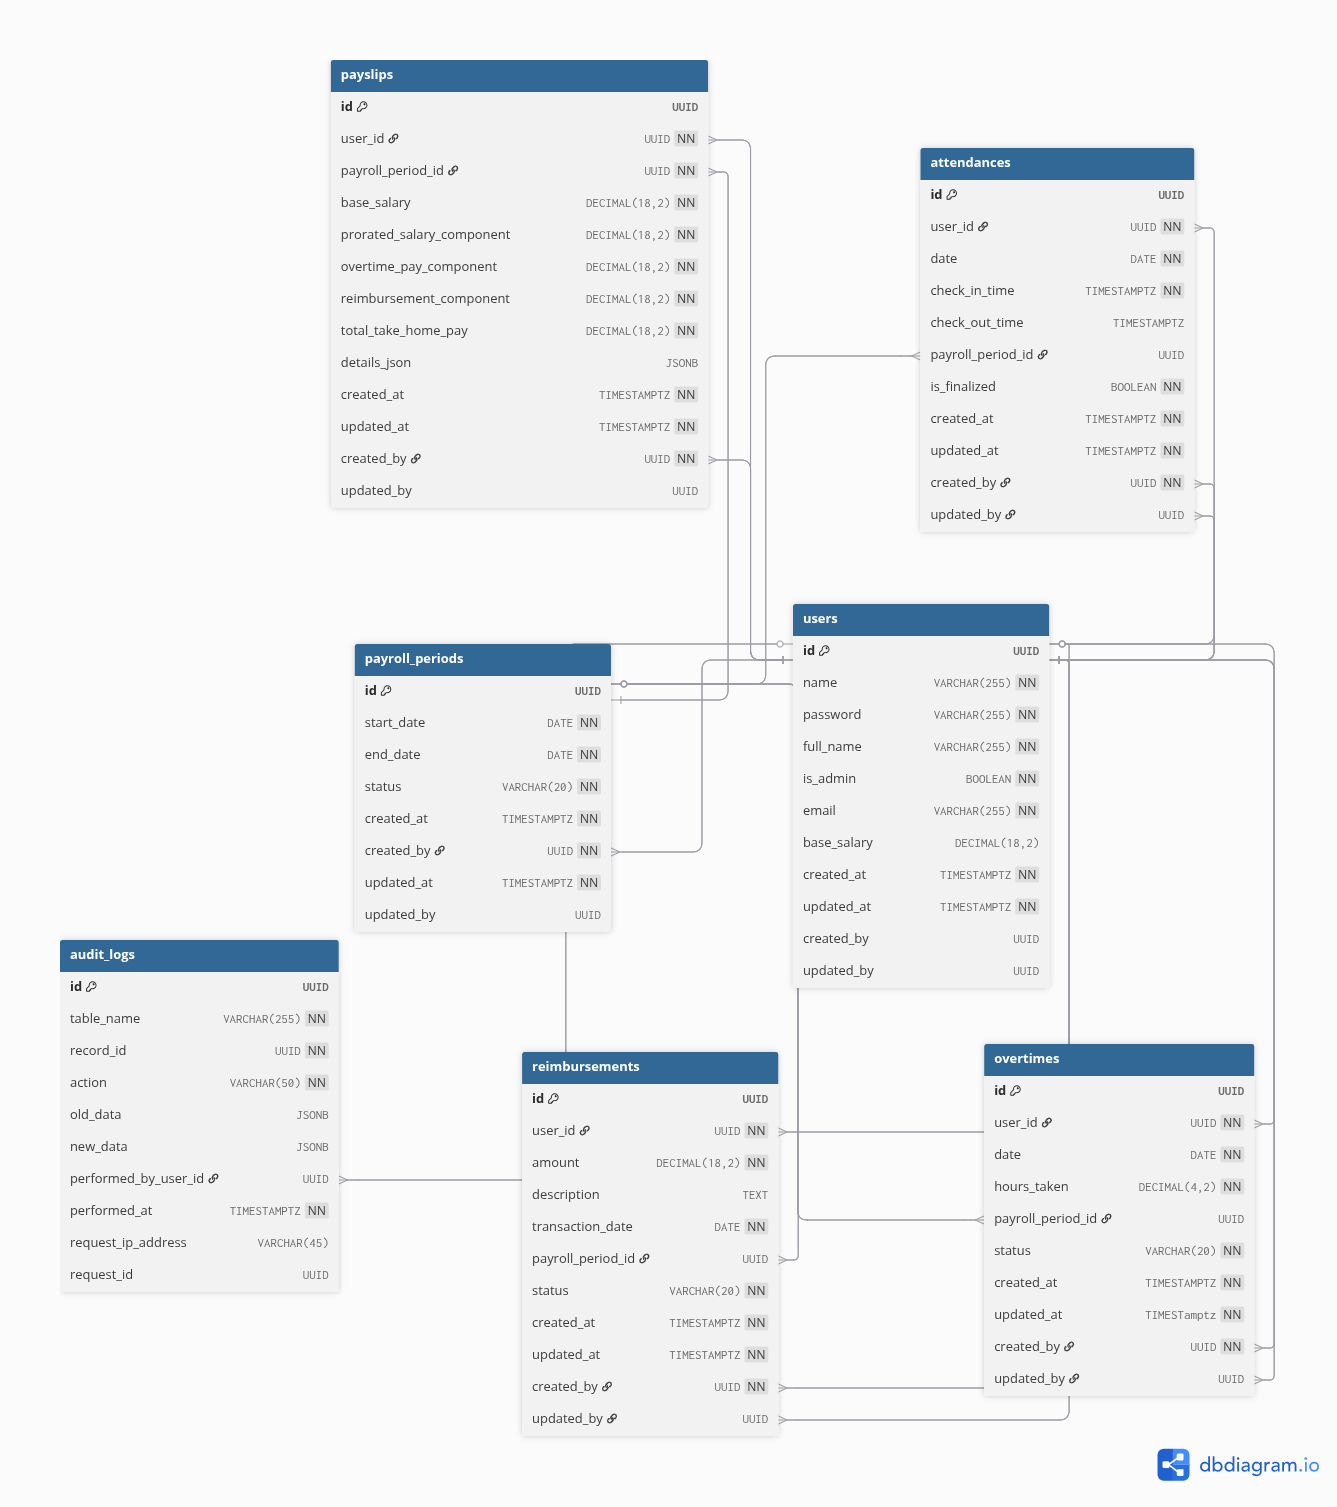 payslips
id UUID
user_id UUID NN
payroll_period_id UUID NN
base_salary DECIMAL(18,2) NN
prorated_salary_component DECIMAL(18,2) NN
overtime_pay_component DECIMAL(18,2) NN
reimbursement_component DECIMAL(18,2) NN
total_take_home_pay DECIMAL(18,2) NN
details_json JSONB
created_at TIMESTAMPTZ NN
updated_at TIMESTAMPTZ NN
created_by UUID NN
updated_by UUID
attendances
id UUID
user_id UUID NN
date DATE NN
check_in_time TIMESTAMPTZ NN
check_out_time TIMESTAMPTZ
payroll_period_id UUID
is_finalized BOOLEAN NN
created_at TIMESTAMPTZ NN
updated_at TIMESTAMPTZ NN
created_by UUID NN
updated_by UUID
users
id UUID
name VARCHAR(255) NN
password VARCHAR(255) NN
full_name VARCHAR(255) NN
is_admin BOOLEAN NN
email VARCHAR(255) NN
base_salary DECIMAL(18,2)
created_at TIMESTAMPTZ NN
updated_at TIMESTAMPTZ NN
created_by UUID
updated_by UUID
payroll_periods
id UUID
start_date DATE NN
end_date DATE NN
status VARCHAR(20) NN
created_at TIMESTAMPTZ NN
created_by UUID NN
updated_at TIMESTAMPTZ NN
updated_by UUID
audit_logs
id UUID
table_name VARCHAR(255) NN
record_id UUID NN
action VARCHAR(50) NN
old_data JSONB
new_data JSONB
performed_by_user_id UUID
performed_at TIMESTAMPTZ NN
request_ip_address VARCHAR(45)
request_id UUID
reimbursements
id UUID
user_id UUID NN
amount DECIMAL(18,2) NN
description TEXT
transaction_date DATE NN
payroll_period_id UUID
status VARCHAR(20) NN
created_at TIMESTAMPTZ NN
updated_at TIMESTAMPTZ NN
created_by UUID NN
updated_by UUID
overtimes
id UUID
user_id UUID NN
date DATE NN
hours_taken DECIMAL(4,2) NN
payroll_period_id UUID
status VARCHAR(20) NN
created_at TIMESTAMPTZ NN
updated_at TIMESTamptz NN
created_by UUID NN
updated_by UUID
dbdiagram.io